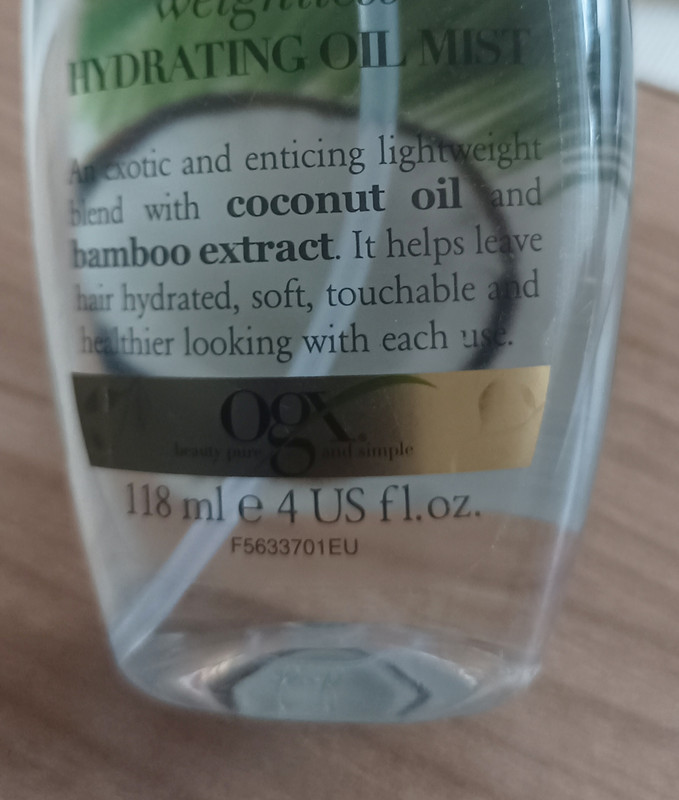 weightless
HYDRATING OIL MIST
An exotic and enticing lightweight
blend with coconut oil and
bamboo extract. It helps leave
hair hydrated, soft, touchable and
healthier looking with each use.
ogx
beauty pure and simple
118 ml e 4 US fl.oz.
F5633701EU